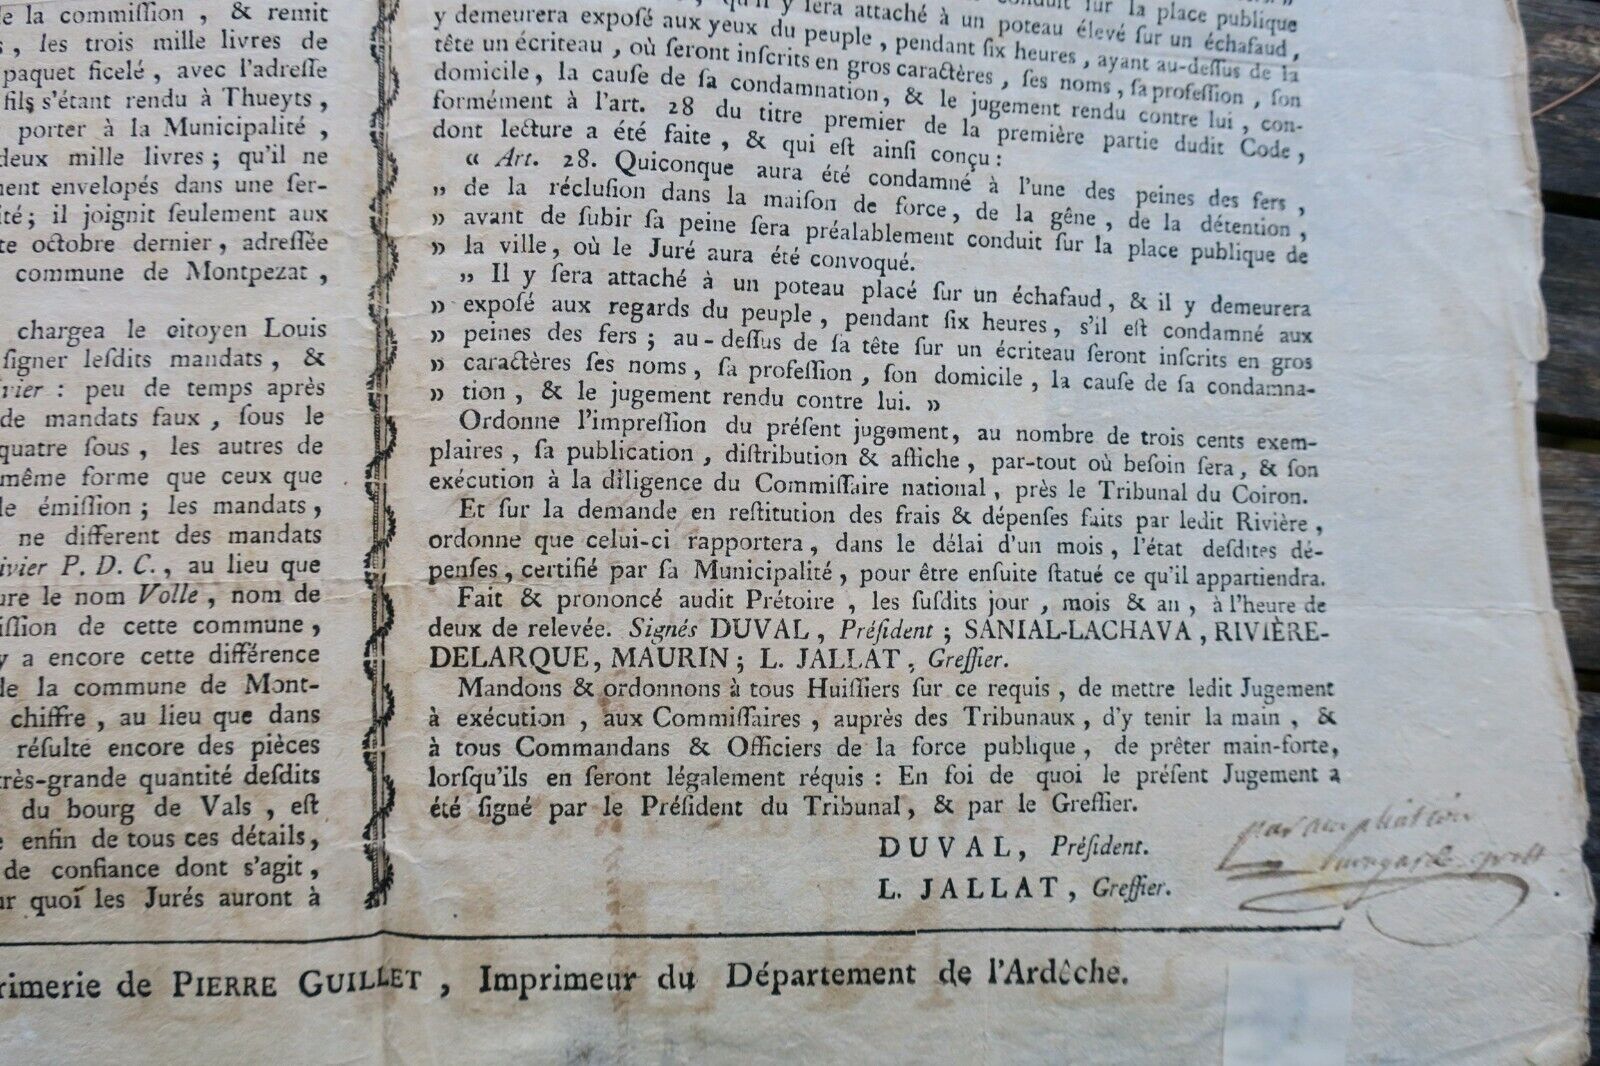 de la commiſſion , & remit
, les trois mille livres de
paquet ficelé , avec l'adreſſe
fils s'étant rendu à Thueyts ,
porter à la Municipalité ,
deux mille livres ; qu'il ne
ment envelopés dans une ſer-
ité ; il joignit ſeulement aux
te octobre dernier , adreſſée
commune de Montpezat ,
chargea le citoyen Louis
ſigner leſdits mandats , &
vier : peu de temps après
de mandats faux , ſous le
quatre ſous , les autres de
même forme que ceux que
le émiſſion ; les mandats ,
ne different des mandats
ivier P. D. C. , au lieu que
ure le nom Volle , nom de
iſſion de cette commune ,
y a encore cette différence
de la commune de Mont-
chiffre , au lieu que dans
réſulte encore des pièces
très-grande quantité deſdits
du bourg de Vals , eſt
e enfin de tous ces détails ,
de confiance dont s'agit ,
ur quoi les Jurés auront à
qu'il y ſera attaché à un poteau élevé ſur un échafaud ,
y demeurera expoſé aux yeux du peuple , pendant ſix heures , ayant au-deſſus de la
tête un écriteau , où ſeront inſcrits en gros caractères , ſes noms , ſa profeſſion , ſon
domicile , la cauſe de ſa condamnation , & le jugement rendu contre lui , con-
formément à l'art. 28 du titre premier de la première partie dudit Code ,
dont lecture a été faite , & qui eſt ainſi conçu :
« Art. 28. Quiconque aura été condamné à l'une des peines des fers ,
» de la réclusion dans la maiſon de force , de la gêne , de la détention ,
» avant de ſubir ſa peine ſera préalablement conduit ſur la place publique de
» la ville , où le Juré aura été convoqué.
» Il y ſera attaché à un poteau placé ſur un échafaud , & il y demeurera
» expoſé aux regards du peuple , pendant ſix heures , s'il eſt condamné aux
» peines des fers ; au-deſſus de ſa tête ſur un écriteau ſeront inſcrits en gros
» caractères ſes noms , ſa profeſſion , ſon domicile , la cauſe de ſa condamna-
» tion , & le jugement rendu contre lui. »
Ordonne l'impreſſion du préſent jugement, au nombre de trois cents exem-
plaires , ſa publication , diſtribution & affiche , par-tout où beſoin ſera , & ſon
exécution à la diligence du Commiſſaire national , près le Tribunal du Coiron.
Et ſur la demande en reſtitution des frais & dépenſes faits par ledit Rivière ,
ordonne que celui-ci rapportera , dans le délai d'un mois , l'état deſdites dé-
penſes , certifié par ſa Municipalité , pour être enſuite ſtatué ce qu'il appartiendra.
Fait & prononcé audit Prétoire , les ſuſdits jour , mois & an , à l'heure de
deux de relevée. Signés DUVAL , Préſident ; SANIAL-LACHAVA , RIVIÈRE-
DELARQUE, MAURIN ; L. JALLAT , Greffier.
Mandons & ordonnons à tous Huiſſiers ſur ce requis , de mettre ledit Jugement
à exécution , aux Commiſſaires , auprès des Tribunaux , d'y tenir la main , &
à tous Commandans & Officiers de la force publique , de prêter main-forte,
lorſqu'ils en ſeront légalement réquis : En foi de quoi le préſent Jugement a
été ſigné par le Préſident du Tribunal, & par le Greffier.
DUVAL, Préſident.
L. JALLAT, Greffier.
par ampliation
rimerie de PIERRE GUILLET , Imprimeur du Département de l'Ardêche.